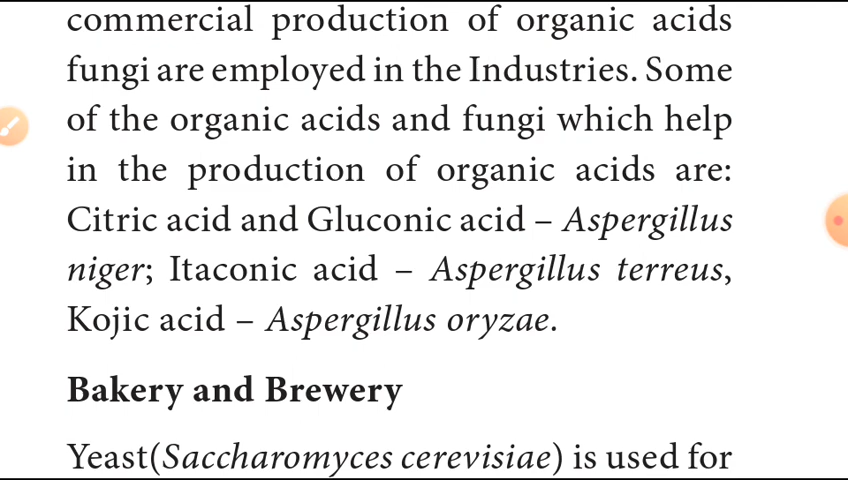 commercial production of organic acids
fungi are employed in the Industries. Some
of the organic acids and fungi which help
in the production of organic acids are:
Citric acid and Gluconic acid – Aspergillus
niger; Itaconic acid – Aspergillus terreus,
Kojic acid – Aspergillus oryzae.
Bakery and Brewery
Yeast(Saccharomyces cerevisiae) is used for